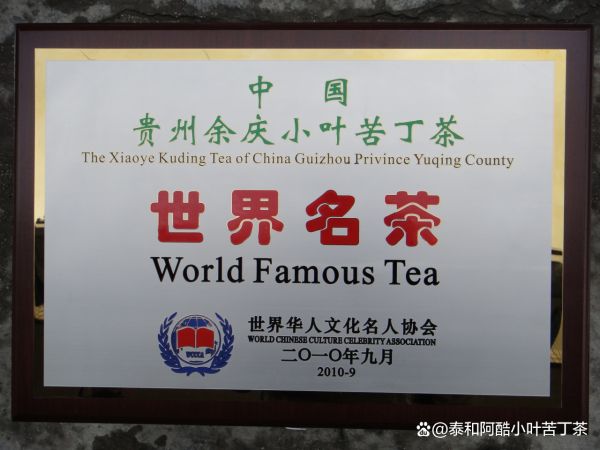 中 国
贵州余庆小叶苦丁茶
The Xiaoye Kuding Tea of China Guizhou Privince Yuqing County
世界名茶
World Famous Tea
WCCCA
世界华人文化名人协会
WORLD CHINESE CULTURE CELEBRITY ASSOCIATION
二〇一〇年九月
2010-9
@泰和阿酷小叶苦丁茶